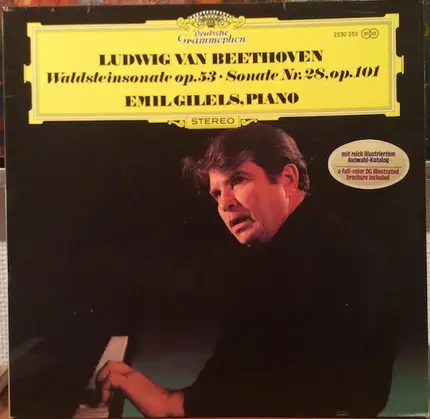 Deutsche
Grammophon
2530 253
LUDWIG VAN BEETHOVEN
Waldsteinsonate op.53 · Sonate Nr. 28, op. 101
EMIL GILELS, PIANO
STEREO
mit reich illustriertem
Auswahl-Katalog
a full-color DG illustrated
brochure included